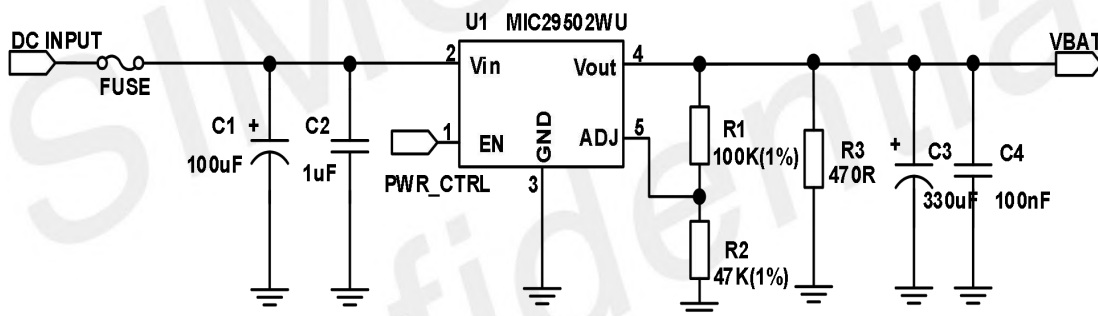 U1 MIC29502WU
DC INPUT
FUSE
VBAT
2
Vin
Vout
4
C1
+
100uF
C2
1uF
1
EN
GND
ADJ
5
PWR_CTRL
3
R1
100K(1%)
R2
47K(1%)
R3
470R
+
C3
330uF
C4
100nF